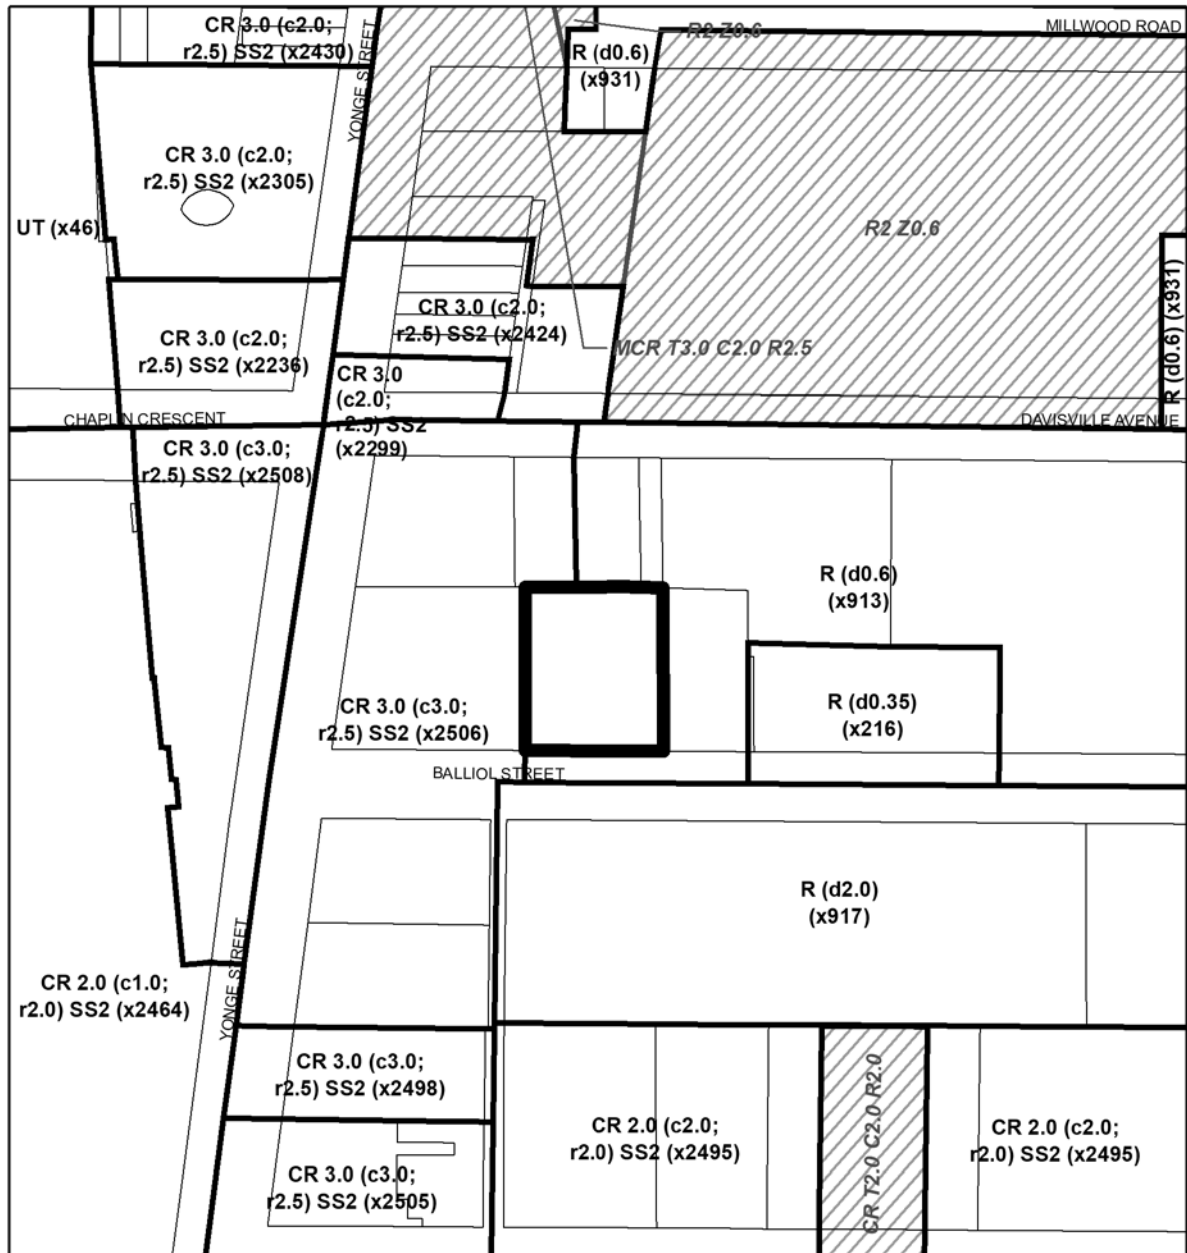 CR 3.0 (c2.0;
r2.5) SS2 (x2430)
YONGE STREET
R2 Z0.6
MILLWOOD ROAD
R (d0.6)
(x931)
CR 3.0 (c2.0;
r2.5) SS2 (x2305)
UT (x46)
R2 Z0.6
R (d0.6) (x931)
CR 3.0 (c2.0;
r2.5) SS2 (x2424)
CR 3.0 (c2.0;
r2.5) SS2 (x2236)
MCR T3.0 C2.0 R2.5
CR 3.0
(c2.0;
r2.5) SS2
(x2299)
CHAPLIN CRESCENT
DAVISVILLE AVENUE
CR 3.0 (c3.0;
r2.5) SS2 (x2508)
R (d0.6)
(x913)
CR 3.0 (c3.0;
r2.5) SS2 (x2506)
R (d0.35)
(x216)
BALLIOL STREET
R (d2.0)
(x917)
CR 2.0 (c1.0;
r2.0) SS2 (x2464)
YONGE STREET
CR 3.0 (c3.0;
r2.5) SS2 (x2498)
CR 2.0 (c2.0;
r2.0) SS2 (x2495)
CR T2.0 C2.0 R2.0
CR 2.0 (c2.0;
r2.0) SS2 (x2495)
CR 3.0 (c3.0;
r2.5) SS2 (x2505)